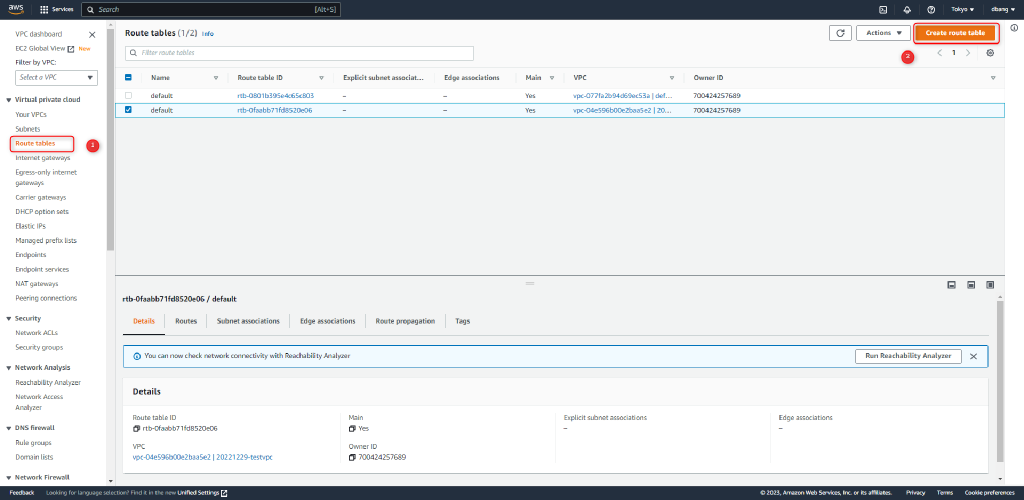 aws
Services
Search
[Alt+S]
Tokyo
dbang
VPC dashboard
EC2 Global View New
Filter by VPC:
Select a VPC
Virtual private cloud
Your VPCs
Subnets
Route tables
1
Internet gateways
Egress-only internet
gateways
Carrier gateways
DHCP option sets
Elastic IPs
Managed prefix lists
Endpoints
Endpoint services
NAT gateways
Peering connections
Security
Network ACLs
Security groups
Network Analysis
Reachability Analyzer
Network Access
Analyzer
DNS firewall
Rule groups
Domain lists
Network Firewall
Route tables (1/2) Info
Actions
Create route table
2
Filter route tables
1
Name Route table ID Explicit subnet associat... Edge associations Main VPC Owner ID
default rtb-0801b395e4c65c803 – – Yes vpc-077fa2b94d69ec53a | def... 700424257689
default rtb-0faabb71fd8520e06 – – Yes vpc-04e596b00e2baa5e2 | 20... 700424257689
rtb-0faabb71fd8520e06 / default
Details Routes Subnet associations Edge associations Route propagation Tags
You can now check network connectivity with Reachability Analyzer
Run Reachability Analyzer
Details
Route table ID
rtb-0faabb71fd8520e06
Main
Yes
Explicit subnet associations
–
Edge associations
–
VPC
vpc-04e596b00e2baa5e2 | 20221229-testvpc
Owner ID
700424257689
Feedback Looking for language selection? Find it in the new Unified Settings
© 2023, Amazon Web Services, Inc. or its affiliates. Privacy Terms Cookie preferences